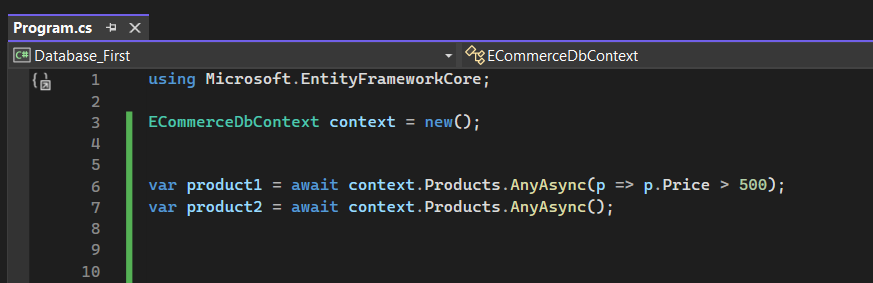 Program.cs
C# Database_First ECommerceDbContext
1 using Microsoft.EntityFrameworkCore;
2
3 ECommerceDbContext context = new();
4
5
6 var product1 = await context.Products.AnyAsync(p => p.Price > 500);
7 var product2 = await context.Products.AnyAsync();
8
9
10